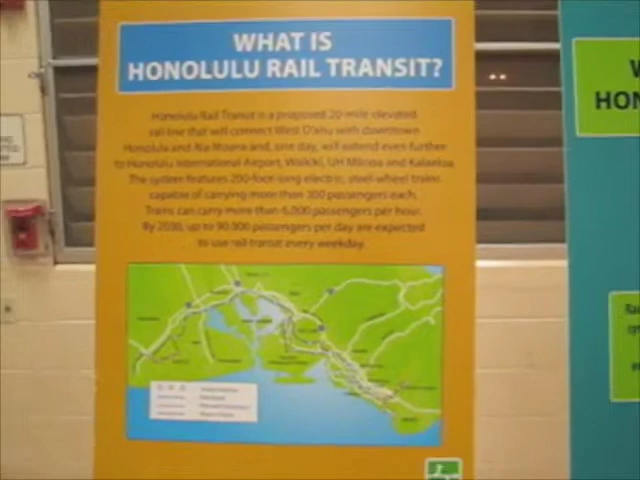 WHAT IS
HONOLULU RAIL TRANSIT?
Honolulu Rail Transit is a proposed 20-mile elevated
rail line that will connect West O'ahu with downtown
Honolulu and Ala Moana and, one day, will extend even further
to Honolulu International Airport, Waikiki, UH Mānoa and Kalaeloa.
The system features 200-foot-long electric, steel-wheel trains
capable of carrying more than 300 passengers each.
Trains can carry more than 6,000 passengers per hour.
By 2030, up to 90,000 passengers per day are expected
to use rail transit every weekday.
W
HON